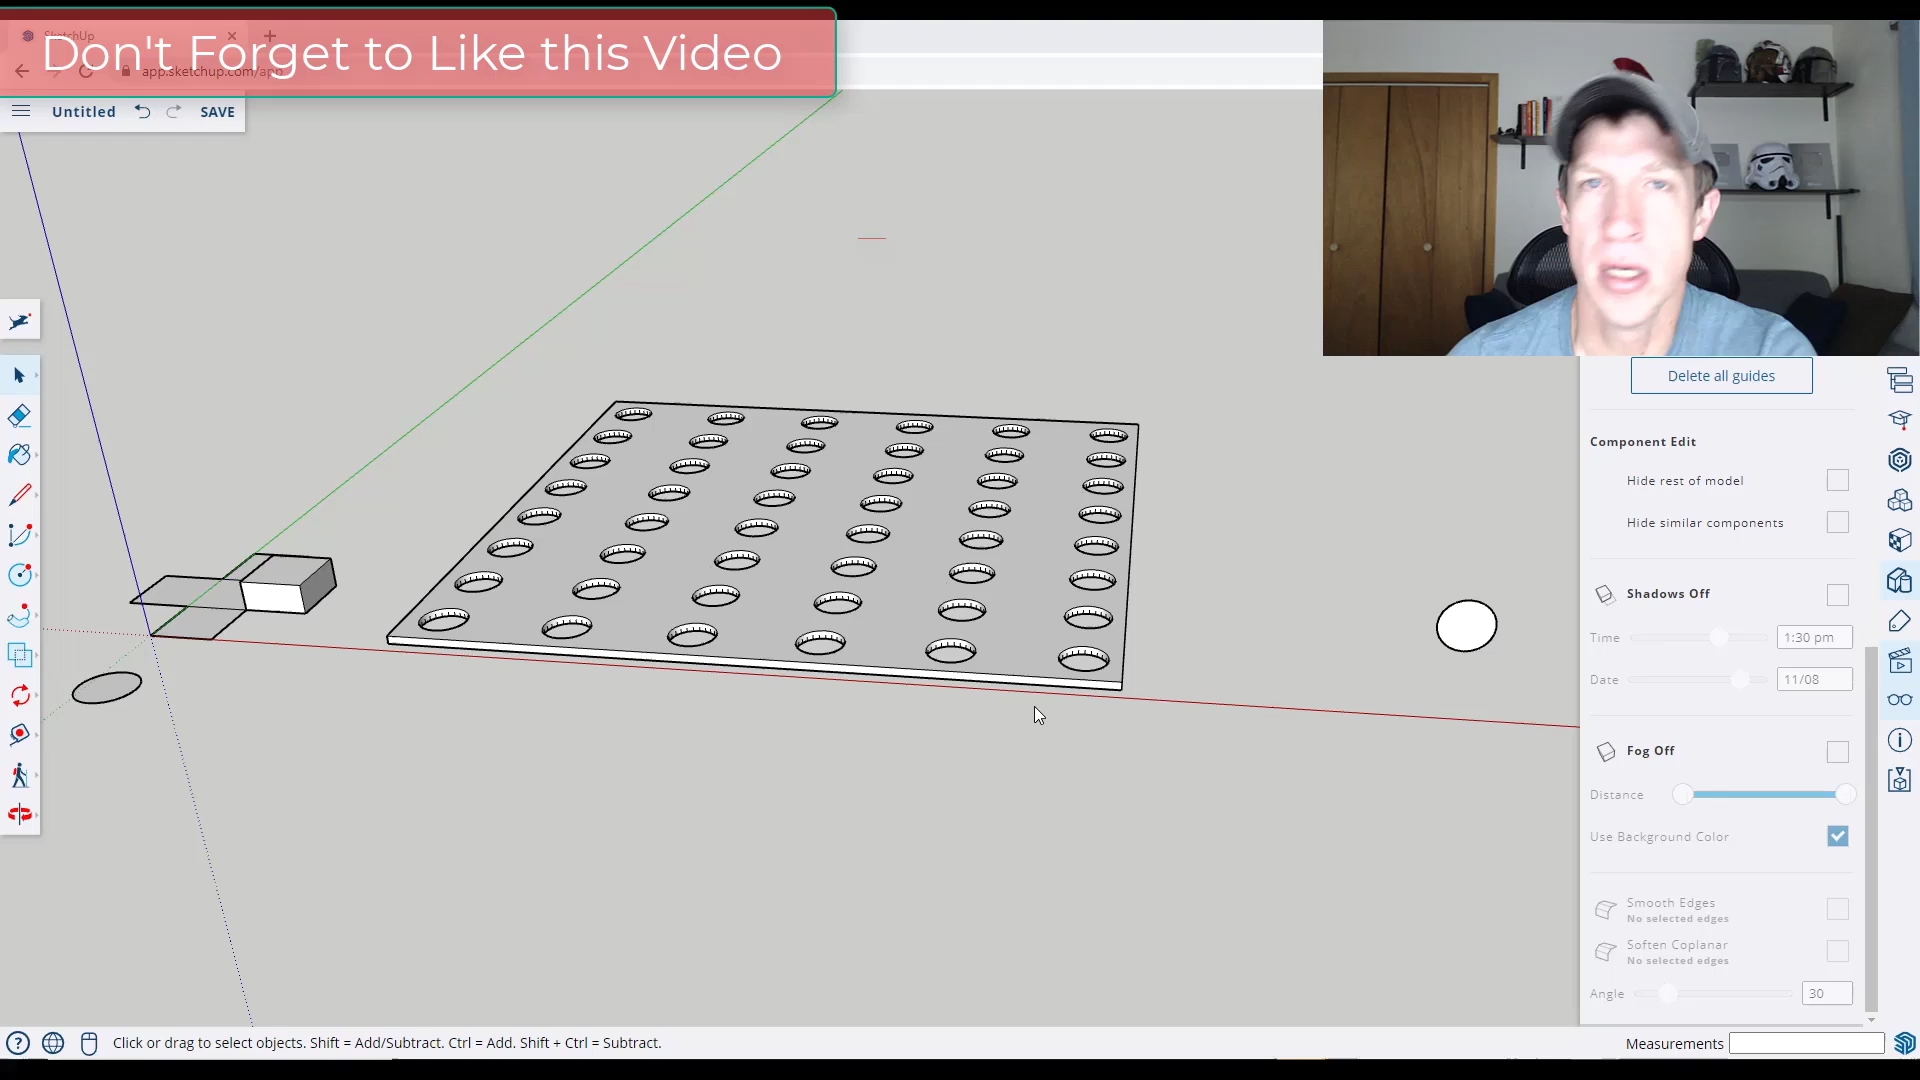 SketchUp
Don't Forget to Like this Video
app.sketchup.com/app
Untitled
SAVE
Delete all guides
Component Edit
Hide rest of model
Hide similar components
Shadows Off
Time 1:30 pm
Date 11/08
Fog Off
Distance
Use Background Color
Smooth Edges
No selected edges
Soften Coplanar
No selected edges
Angle 30
Click or drag to select objects. Shift = Add/Subtract. Ctrl = Add. Shift + Ctrl = Subtract.
Measurements